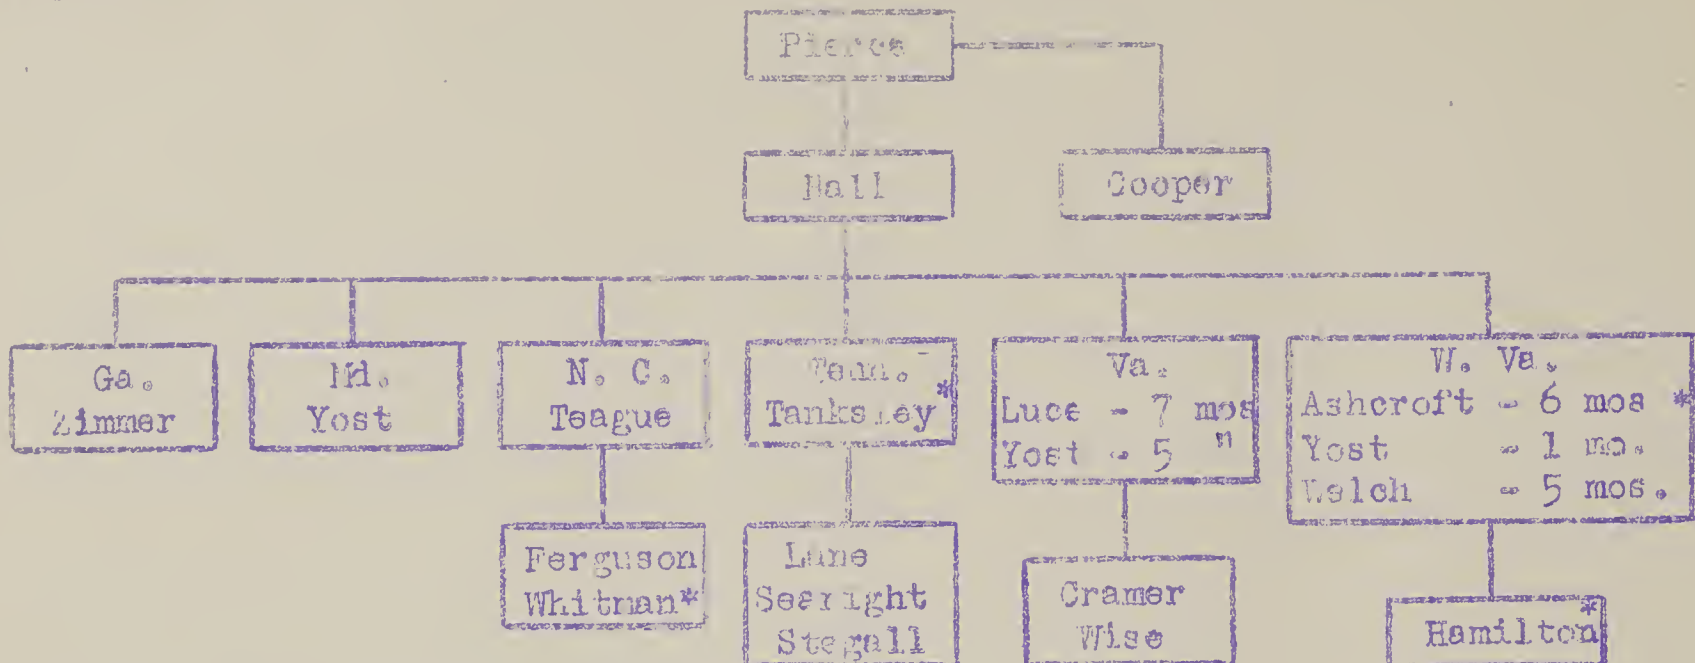 Pierce
Hall
Cooper
Ga.
Zimmer
Md.
Yost
N. C.
Teague
Tenn.
Tanksley*
Va.
Luce - 7 mos
Yost - 5 "
W. Va.
Ashcroft - 6 mos *
Yost - 1 mo.
Welch - 5 mos.
Ferguson
Whitman*
Lane
Searight
Stegall
Cramer
Wise
Hamilton*